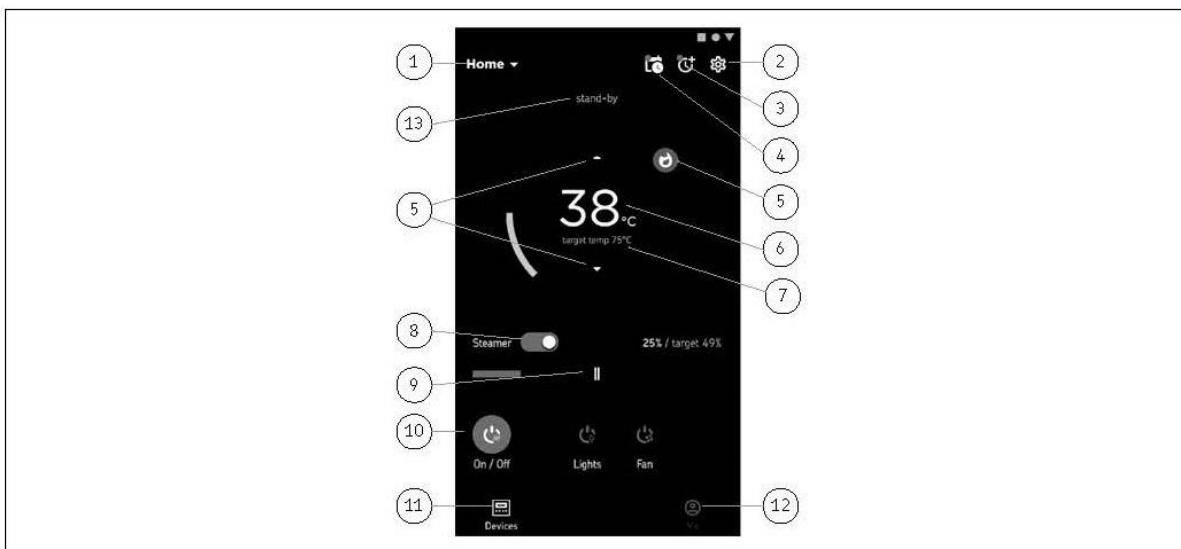 1
Home
2
13
stand-by
3
4
5
5
38°C
6
target temp 75°C
7
8
Steamer
25% / target 49%
9
10
On / Off
Lights
Fan
11
12
Devices